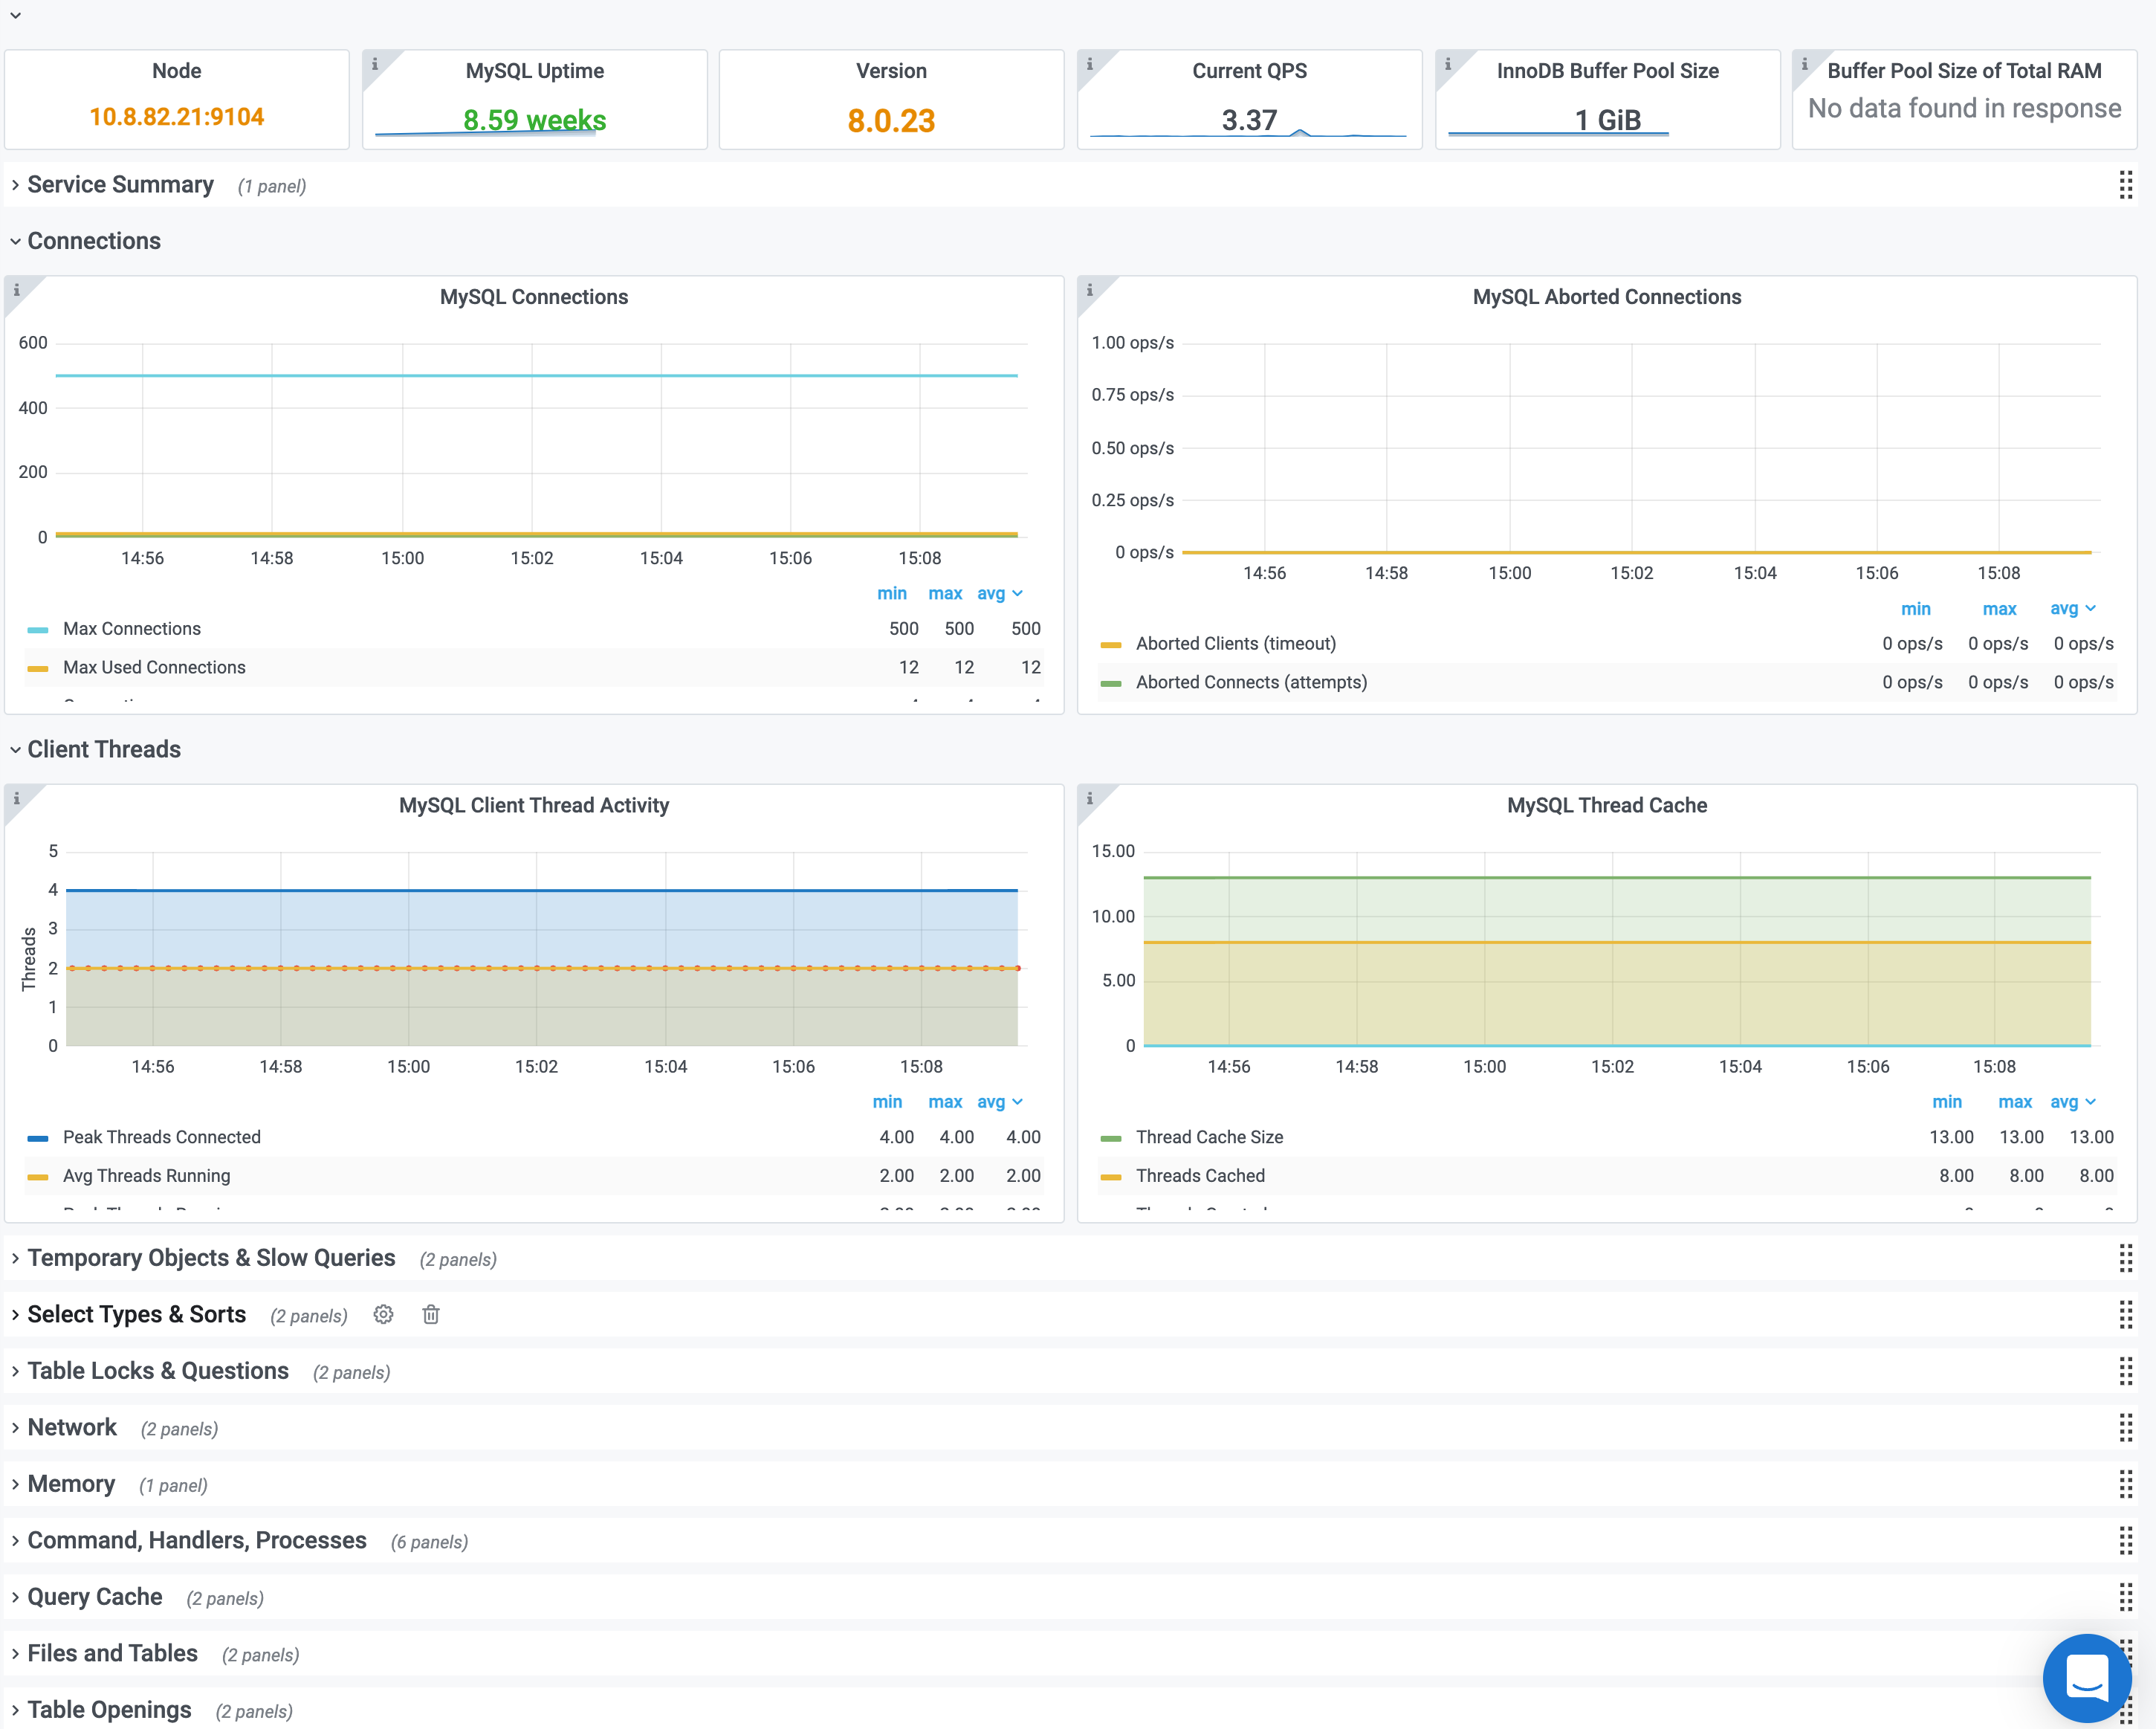 Node
10.8.82.21:9104
MySQL Uptime
8.59 weeks
Version
8.0.23
Current QPS
3.37
InnoDB Buffer Pool Size
1 GiB
Buffer Pool Size of Total RAM
No data found in response
Service Summary (1 panel)
Connections
MySQL Connections
600
400
200
0
14:56 14:58 15:00 15:02 15:04 15:06 15:08
min max avg
Max Connections 500 500 500
Max Used Connections 12 12 12
MySQL Aborted Connections
1.00 ops/s
0.75 ops/s
0.50 ops/s
0.25 ops/s
0 ops/s
14:56 14:58 15:00 15:02 15:04 15:06 15:08
min max avg
Aborted Clients (timeout) 0 ops/s 0 ops/s 0 ops/s
Aborted Connects (attempts) 0 ops/s 0 ops/s 0 ops/s
Client Threads
MySQL Client Thread Activity
Threads
5
4
3
2
1
0
14:56 14:58 15:00 15:02 15:04 15:06 15:08
min max avg
Peak Threads Connected 4.00 4.00 4.00
Avg Threads Running 2.00 2.00 2.00
MySQL Thread Cache
15.00
10.00
5.00
0
14:56 14:58 15:00 15:02 15:04 15:06 15:08
min max avg
Thread Cache Size 13.00 13.00 13.00
Threads Cached 8.00 8.00 8.00
Temporary Objects & Slow Queries (2 panels)
Select Types & Sorts (2 panels)
Table Locks & Questions (2 panels)
Network (2 panels)
Memory (1 panel)
Command, Handlers, Processes (6 panels)
Query Cache (2 panels)
Files and Tables (2 panels)
Table Openings (2 panels)